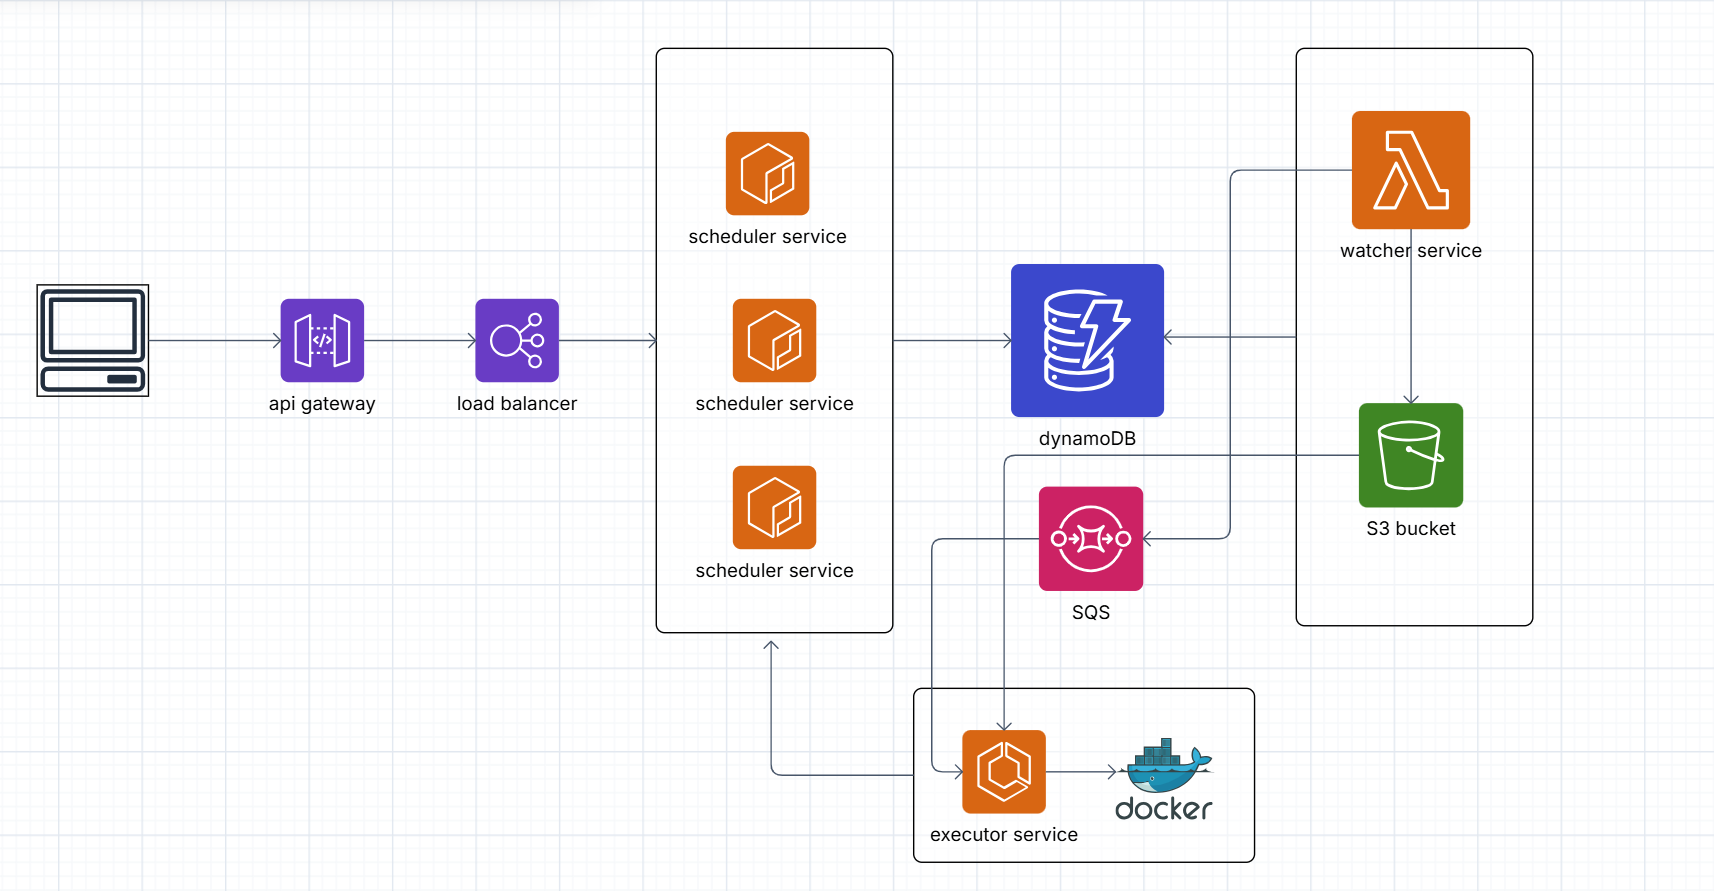 api gateway
load balancer
scheduler service
scheduler service
scheduler service
dynamoDB
SQS
watcher service
S3 bucket
executor service
docker